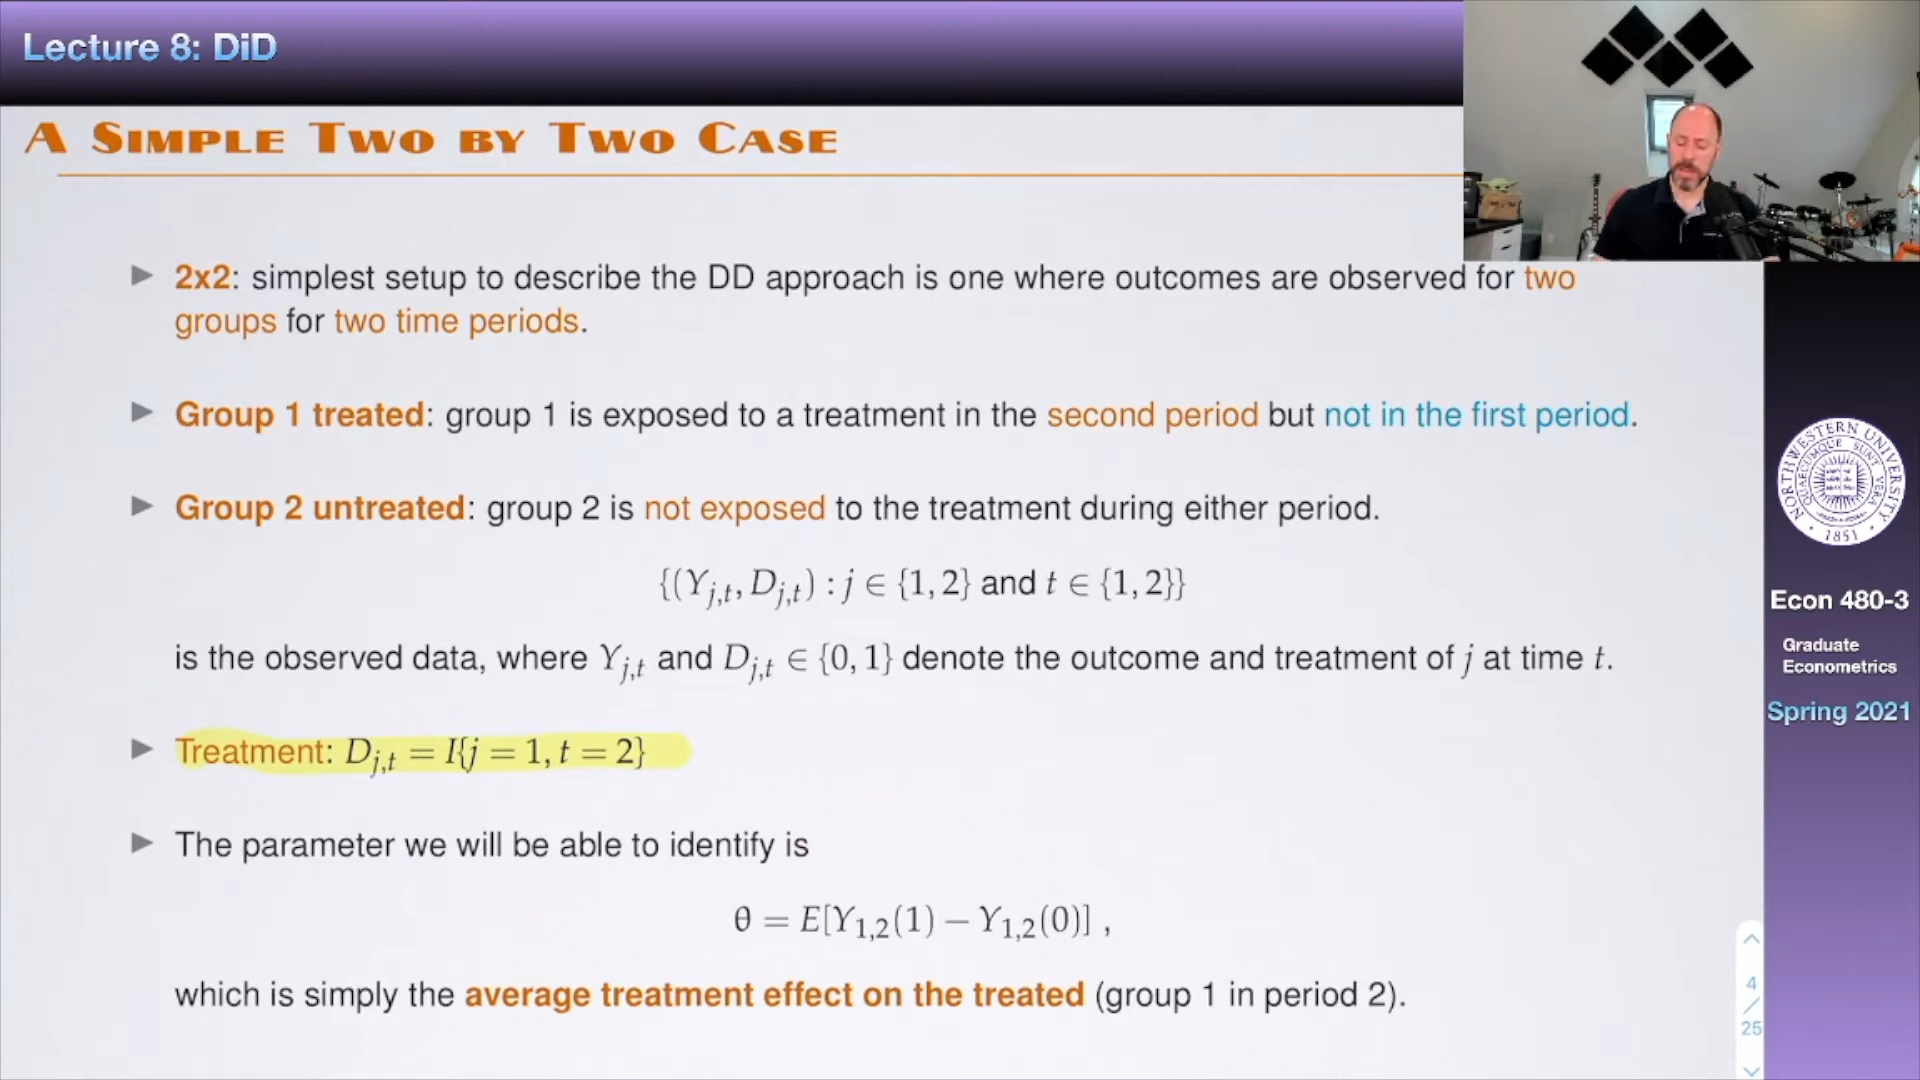 Lecture 8: DiD
A Simple Two by Two Case
▶ 2x2: simplest setup to describe the DD approach is one where outcomes are observed for two
groups for two time periods.
▶ Group 1 treated: group 1 is exposed to a treatment in the second period but not in the first period.
▶ Group 2 untreated: group 2 is not exposed to the treatment during either period.
{(Y_{j,t}, D_{j,t}) : j ∈ {1, 2} and t ∈ {1, 2}}
is the observed data, where Y_{j,t} and D_{j,t} ∈ {0, 1} denote the outcome and treatment of j at time t.
▶ Treatment: D_{j,t} = I{j = 1, t = 2}
▶ The parameter we will be able to identify is
θ = E[Y_{1,2}(1) − Y_{1,2}(0)] ,
which is simply the average treatment effect on the treated (group 1 in period 2).
NORTHWESTERN UNIVERSITY
1851
Econ 480-3
Graduate
Econometrics
Spring 2021
4
/
25